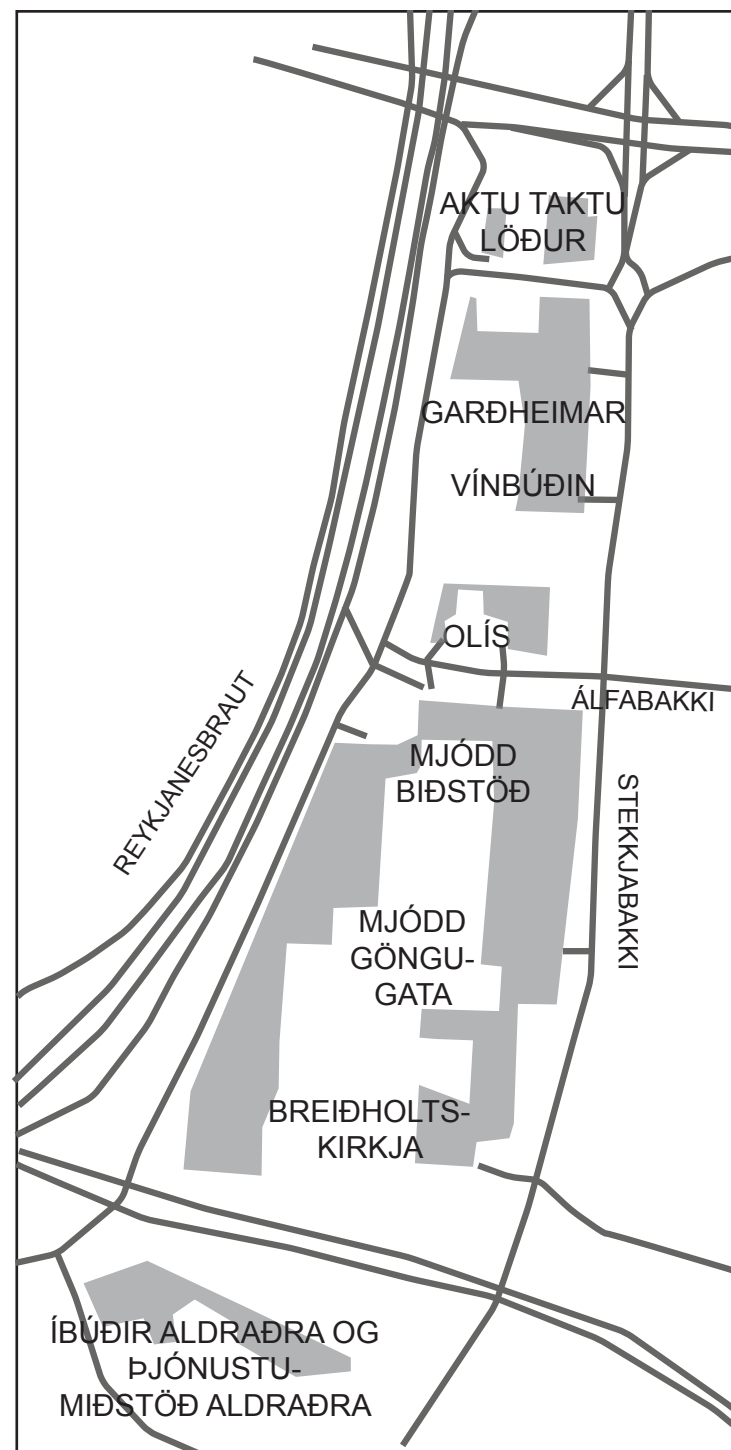 AKTU TAKTU
LÖÐUR
GARÐHEIMAR
VÍNBÚÐIN
OLÍS
ÁLFABAKKI
REYKJANESBRAUT
MJÓDD
BIÐSTÖÐ
STEKKJABAKKI
MJÓDD
GÖNGU-
GATA
BREIÐHOLTS-
KIRKJA
ÍBÚÐIR ALDRAÐRA OG
ÞJÓNUSTU-
MIÐSTÖÐ ALDRAÐRA